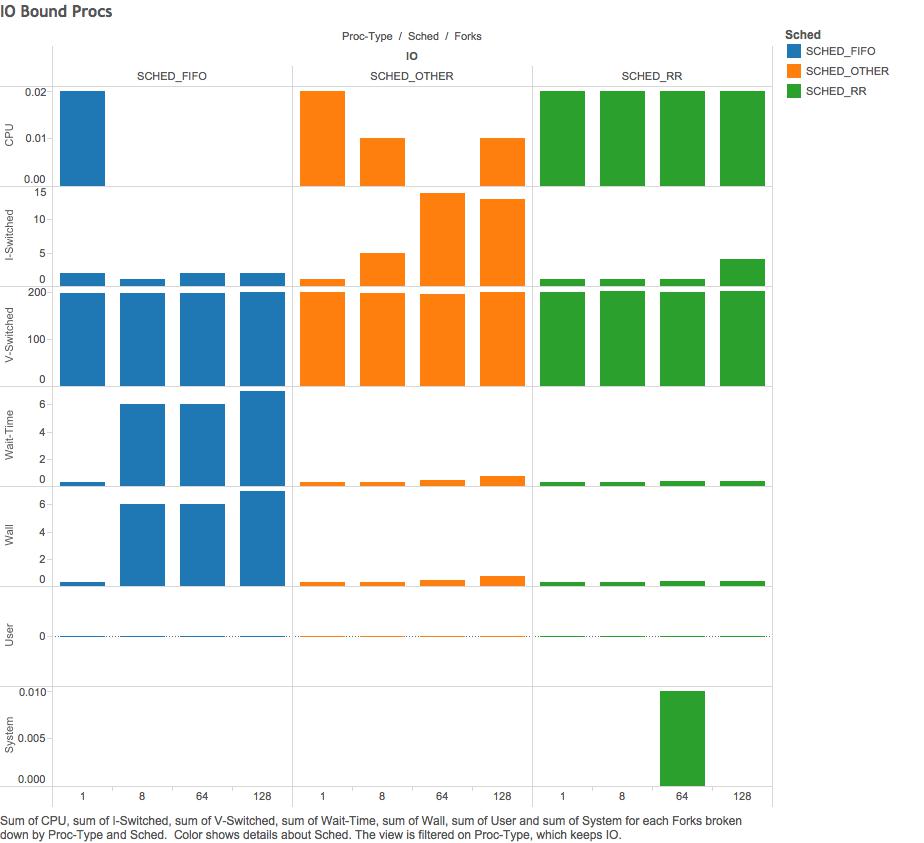 IO Bound Procs
Proc-Type / Sched / Forks
IO
SCHED_FIFO SCHED_OTHER SCHED_RR
Sched
SCHED_FIFO
SCHED_OTHER
SCHED_RR
CPU
0.02
0.01
0.00
I-Switched
15
10
5
0
V-Switched
200
100
0
Wait-Time
6
4
2
0
Wall
6
4
2
0
User
0
System
0.010
0.005
0.000
1 8 64 128 1 8 64 128 1 8 64 128
Sum of CPU, sum of I-Switched, sum of V-Switched, sum of Wait-Time, sum of Wall, sum of User and sum of System for each Forks broken
down by Proc-Type and Sched.  Color shows details about Sched. The view is filtered on Proc-Type, which keeps IO.